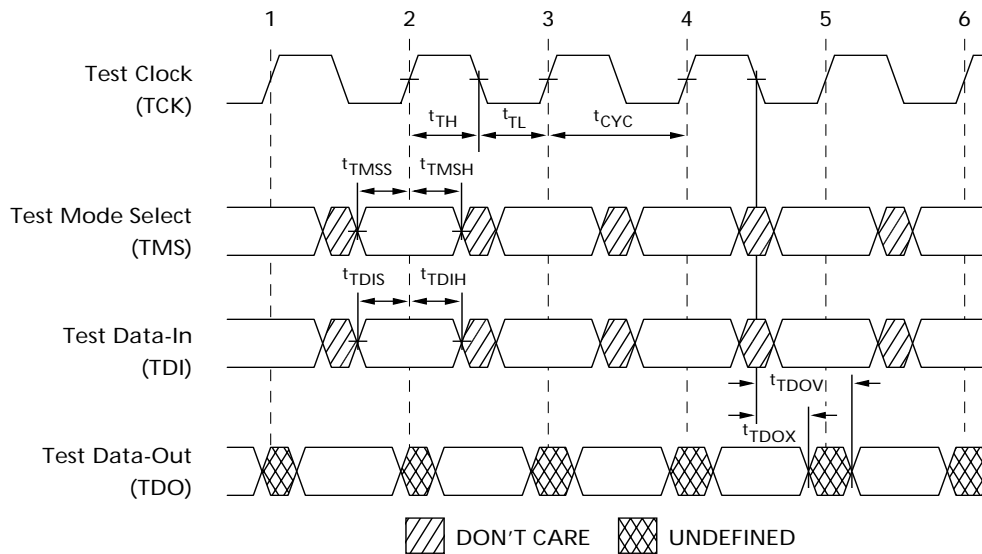 1 2 3 4 5 6
Test Clock
(TCK)
tTH tTL tCYC
tTMSS tTMSH
Test Mode Select
(TMS)
tTDIS tTDIH
Test Data-In
(TDI)
tTDOV
tTDOX
Test Data-Out
(TDO)
DON'T CARE UNDEFINED